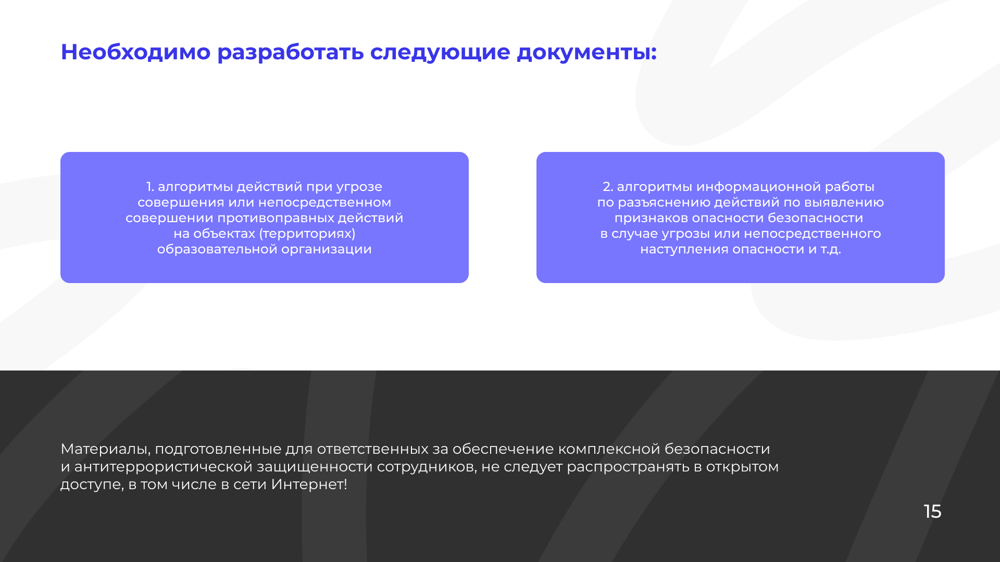 Необходимо разработать следующие документы:
1. алгоритмы действий при угрозе
совершения или непосредственном
совершении противоправных действий
на объектах (территориях)
образовательной организации
2. алгоритмы информационной работы
по разъяснению действий по выявлению
признаков опасности безопасности
в случае угрозы или непосредственного
наступления опасности и т.д.
Материалы, подготовленные для ответственных за обеспечение комплексной безопасности
и антитеррористической защищенности сотрудников, не следует распространять в открытом
доступе, в том числе в сети Интернет!
15